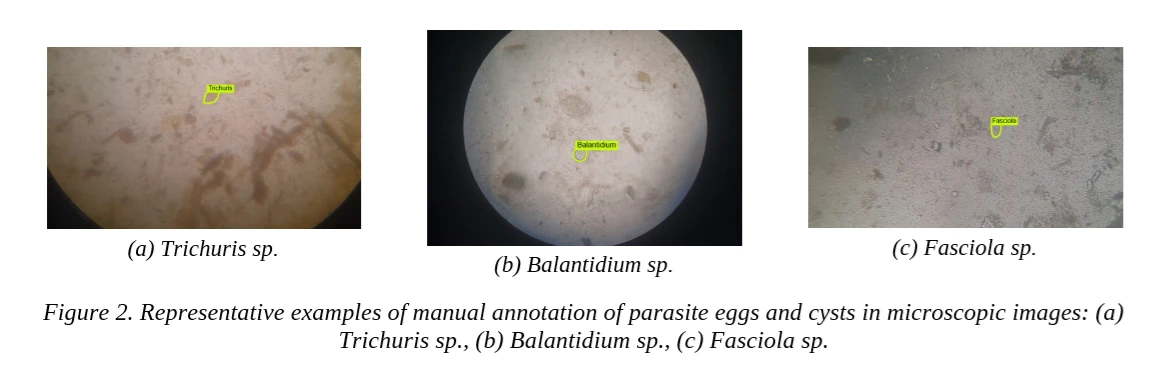 Trichuris
Balantidium
Fasciola
(a) Trichuris sp.
(b) Balantidium sp.
(c) Fasciola sp.
Figure 2. Representative examples of manual annotation of parasite eggs and cysts in microscopic images: (a)
Trichuris sp., (b) Balantidium sp., (c) Fasciola sp.